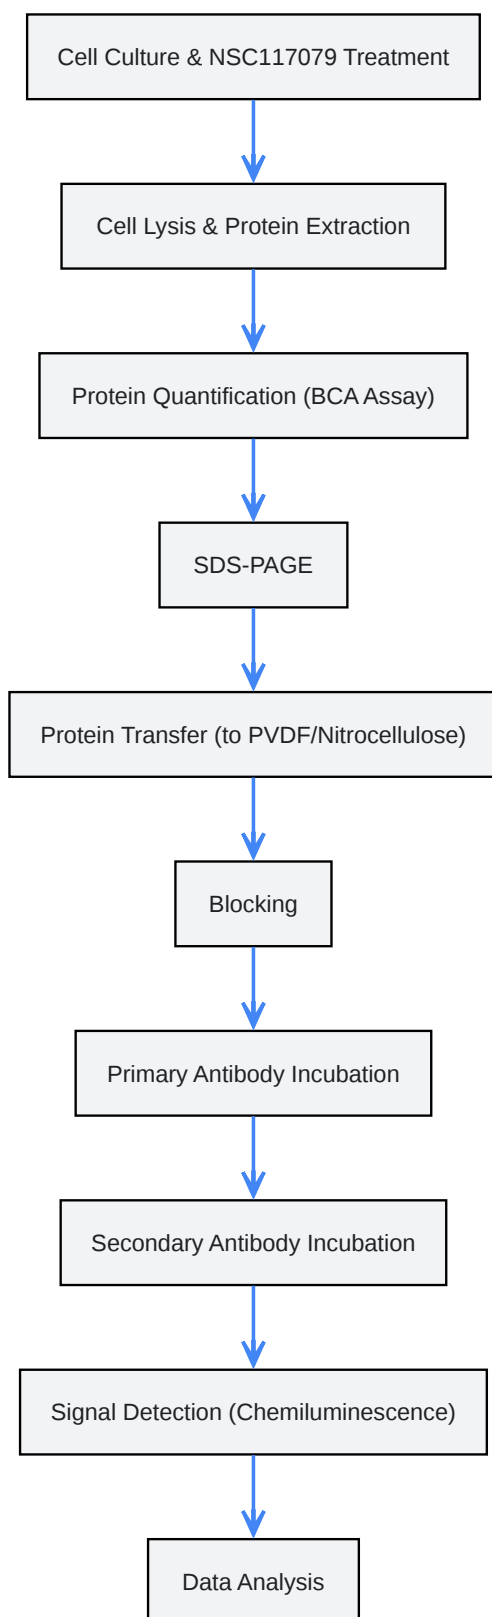 Cell Culture & NSC117079 Treatment
Cell Lysis & Protein Extraction
Protein Quantification (BCA Assay)
SDS-PAGE
Protein Transfer (to PVDF/Nitrocellulose)
Blocking
Primary Antibody Incubation
Secondary Antibody Incubation
Signal Detection (Chemiluminescence)
Data Analysis